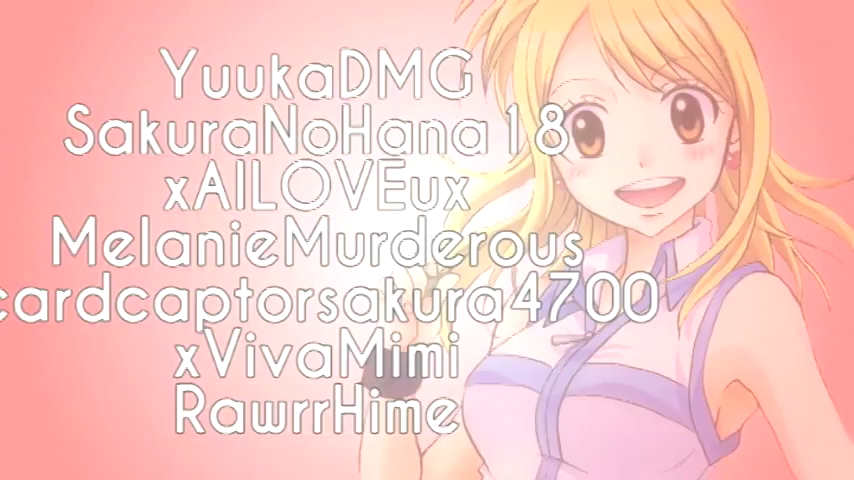 YuukaDMG
SakuraNoHana18
xAILOVEux
MelanieMurderous
cardcaptorsakura4700
xVivaMimi
RawrrHime